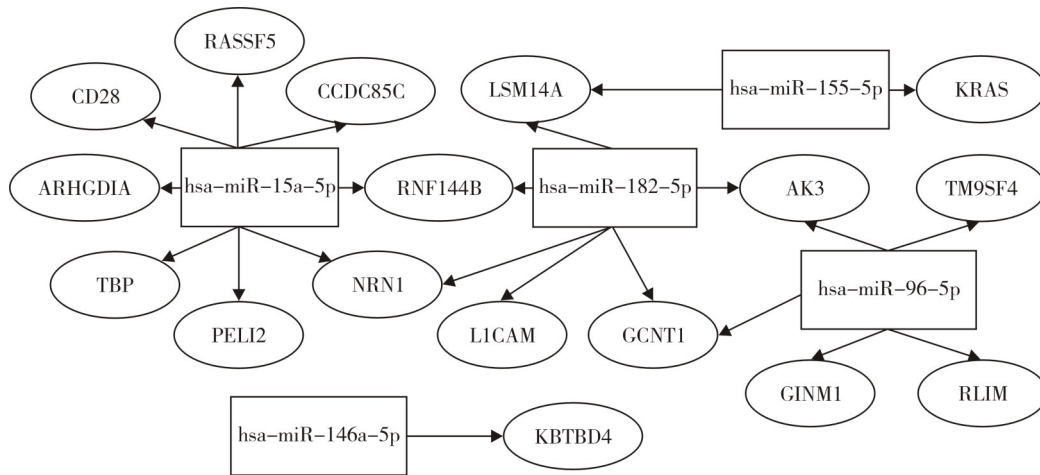 RASSF5
CD28
CCDC85C
LSM14A
hsa-miR-155-5p
KRAS
ARHGDIA
hsa-miR-15a-5p
RNF144B
hsa-miR-182-5p
AK3
TM9SF4
TBP
NRN1
hsa-miR-96-5p
PELI2
L1CAM
GCNT1
GINM1
RLIM
hsa-miR-146a-5p
KBTBD4